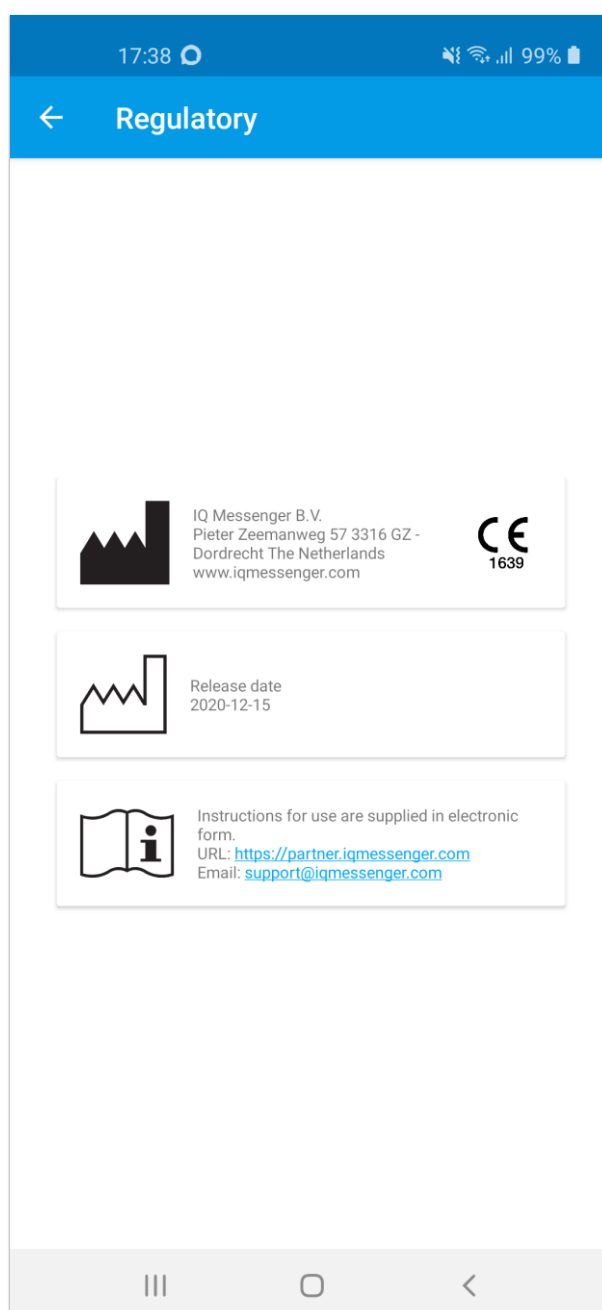 17:38
99%
Regulatory
IQ Messenger B.V.
Pieter Zeemanweg 57 3316 GZ -
Dordrecht The Netherlands
www.iqmessenger.com
CE
1639
Release date
2020-12-15
Instructions for use are supplied in electronic
form.
URL: https://partner.iqmessenger.com
Email: support@iqmessenger.com